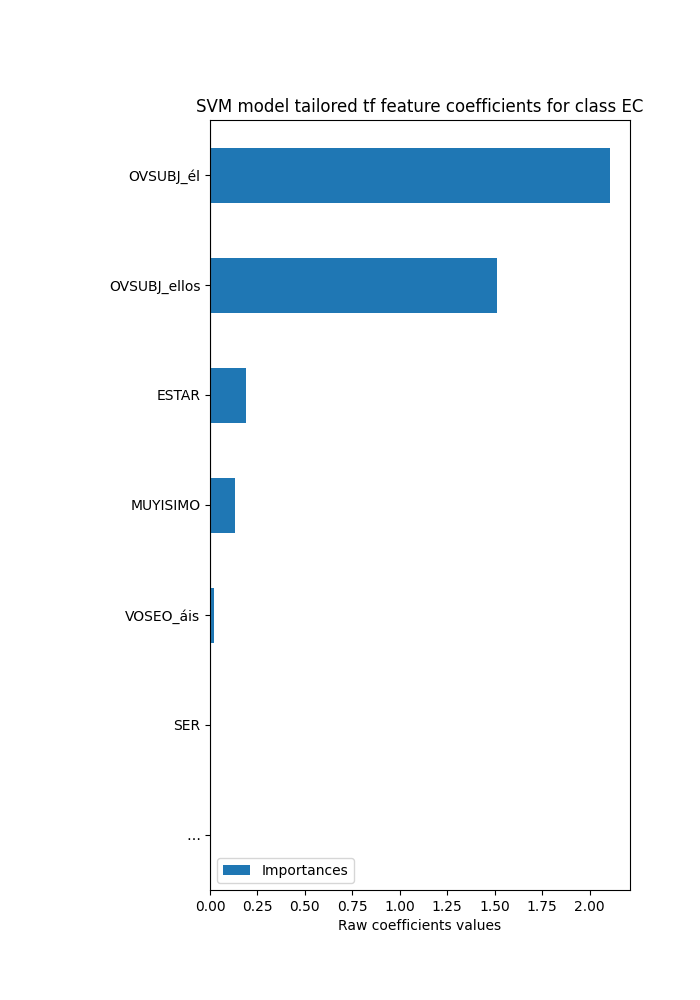 SVM model tailored tf feature coefficients for class EC
OVSUBJ_él
OVSUBJ_ellos
ESTAR
MUYISIMO
VOSEO_áis
SER
...
Importances
0.00 0.25 0.50 0.75 1.00 1.25 1.50 1.75 2.00
Raw coefficients values